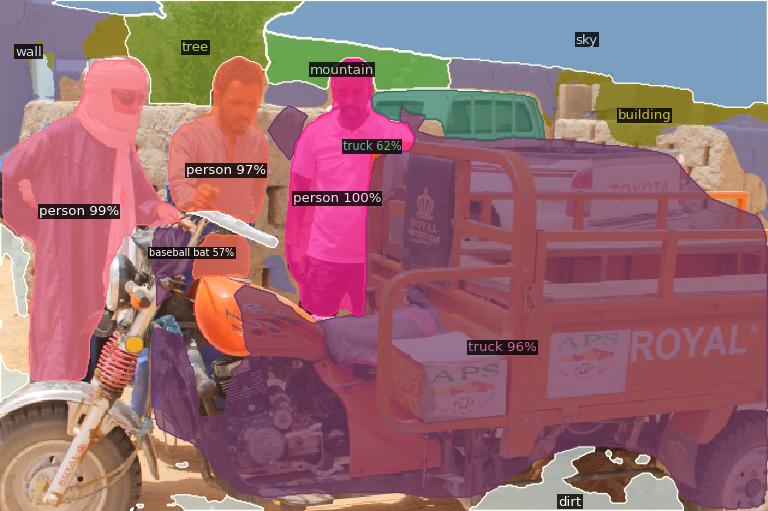 wall
tree
sky
mountain
building
truck 62%
person 97%
person 100%
person 99%
TOYOTA
ROYAL
baseball bat 57%
truck 96%
ROYAL®
APS
APS
dirt